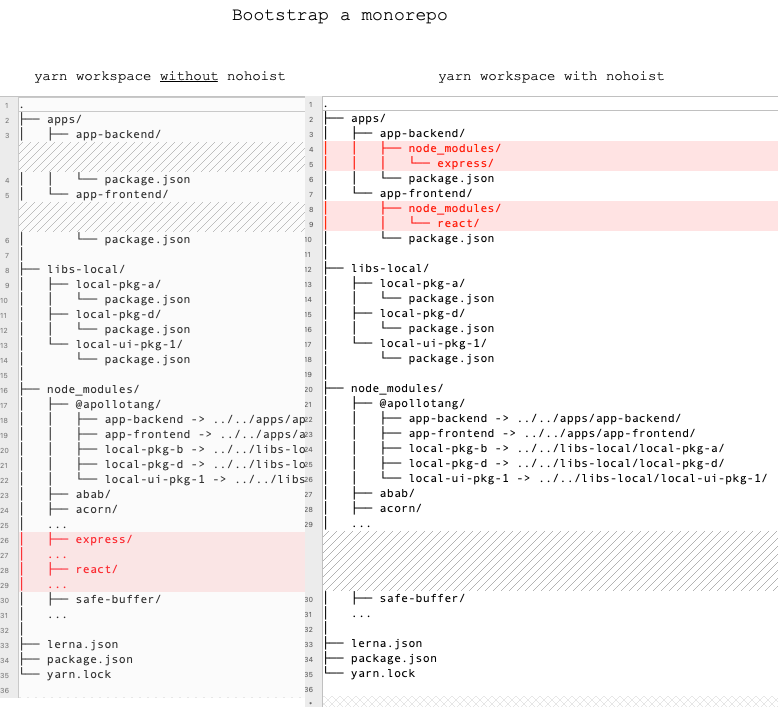 Bootstrap a monorepo
yarn workspace without nohoist
1 .
2 ├── apps/
3 │   ├── app-backend/
4 │   │   └── package.json
5 │   └── app-frontend/
6 │       └── package.json
7 │
8 ├── libs-local/
9 │   ├── local-pkg-a/
10 │   │   └── package.json
11 │   ├── local-pkg-d/
12 │   │   └── package.json
13 │   └── local-ui-pkg-1/
14 │       └── package.json
15 │
16 ├── node_modules/
17 │   ├── @apollotang/
18 │   │   ├── app-backend -> ../../apps/ap
19 │   │   ├── app-frontend -> ../../apps/a
20 │   │   ├── local-pkg-b -> ../../libs-lo
21 │   │   ├── local-pkg-d -> ../../libs-lo
22 │   │   └── local-ui-pkg-1 -> ../../libs
23 │   ├── abab/
24 │   ├── acorn/
25 │   ...
26 │   ├── express/
27 │   ...
28 │   ├── react/
29 │   ...
30 │   ├── safe-buffer/
31 │   ...
32 │
33 ├── lerna.json
34 ├── package.json
35 └── yarn.lock
36
yarn workspace with nohoist
1 .
2 ├── apps/
3 │   ├── app-backend/
4 │   │   ├── node_modules/
5 │   │   │   └── express/
6 │   │   └── package.json
7 │   └── app-frontend/
8 │       ├── node_modules/
9 │       │   └── react/
10 │       └── package.json
11 │
12 ├── libs-local/
13 │   ├── local-pkg-a/
14 │   │   └── package.json
15 │   ├── local-pkg-d/
16 │   │   └── package.json
17 │   └── local-ui-pkg-1/
18 │       └── package.json
19 │
20 ├── node_modules/
21 │   ├── @apollotang/
22 │   │   ├── app-backend -> ../../apps/app-backend/
23 │   │   ├── app-frontend -> ../../apps/app-frontend/
24 │   │   ├── local-pkg-b -> ../../libs-local/local-pkg-a/
25 │   │   ├── local-pkg-d -> ../../libs-local/local-pkg-d/
26 │   │   └── local-ui-pkg-1 -> ../../libs-local/local-ui-pkg-1/
27 │   ├── abab/
28 │   ├── acorn/
29 │   ...
30 │   ├── safe-buffer/
31 │   ...
32 │
33 ├── lerna.json
34 ├── package.json
35 └── yarn.lock
36